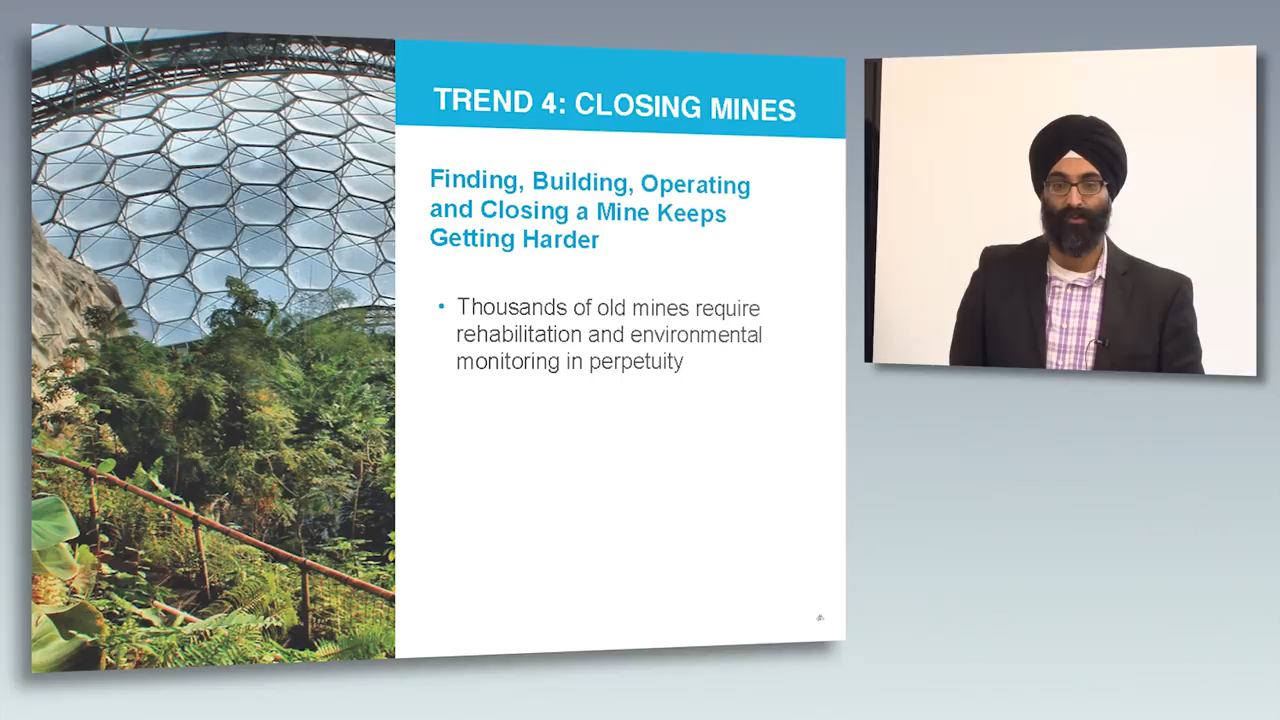 TREND 4: CLOSING MINES
Finding, Building, Operating
and Closing a Mine Keeps
Getting Harder
• Thousands of old mines require
rehabilitation and environmental
monitoring in perpetuity